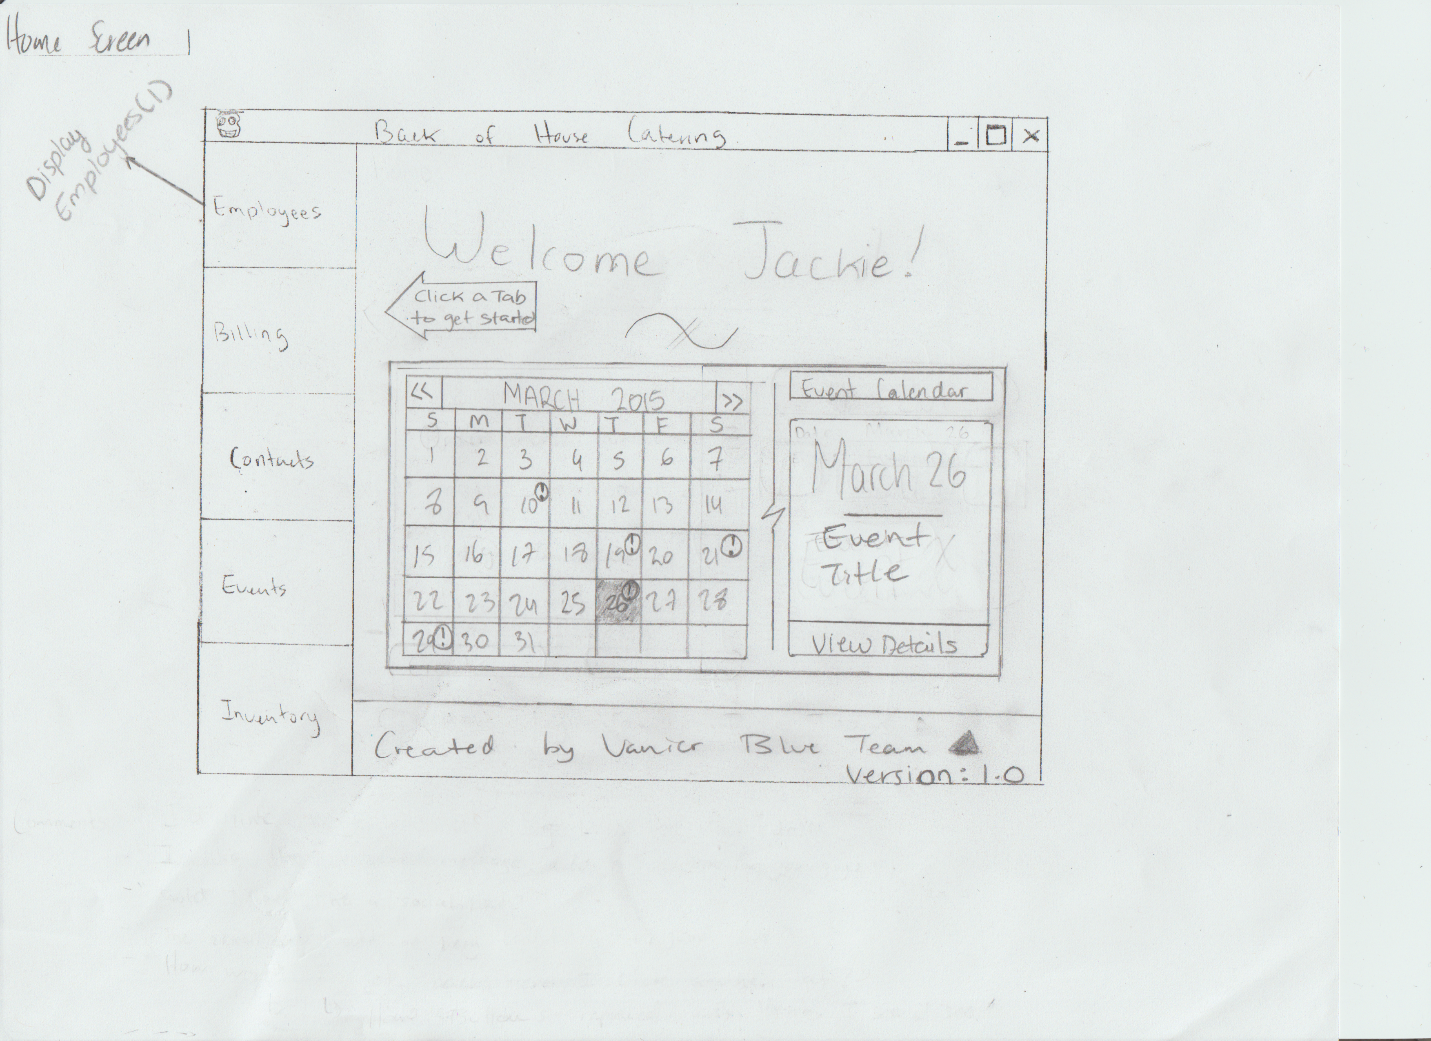 Home Screen 1
Display
Employees(1)
Back of House Catering
Employees
Billing
Contacts
Events
Inventory
Welcome Jackie!
Click a Tab
to get started
<< MARCH 2015 >>
S M T W T F S
1 2 3 4 5 6 7
8 9 10 ! 11 12 13 14
15 16 17 18 19 ! 20 21 !
22 23 24 25 26 ! 27 28
29 ! 30 31
Event Calendar
March 26
Event
Title
View Details
Created by Vanier Blue Team
Version: 1.0